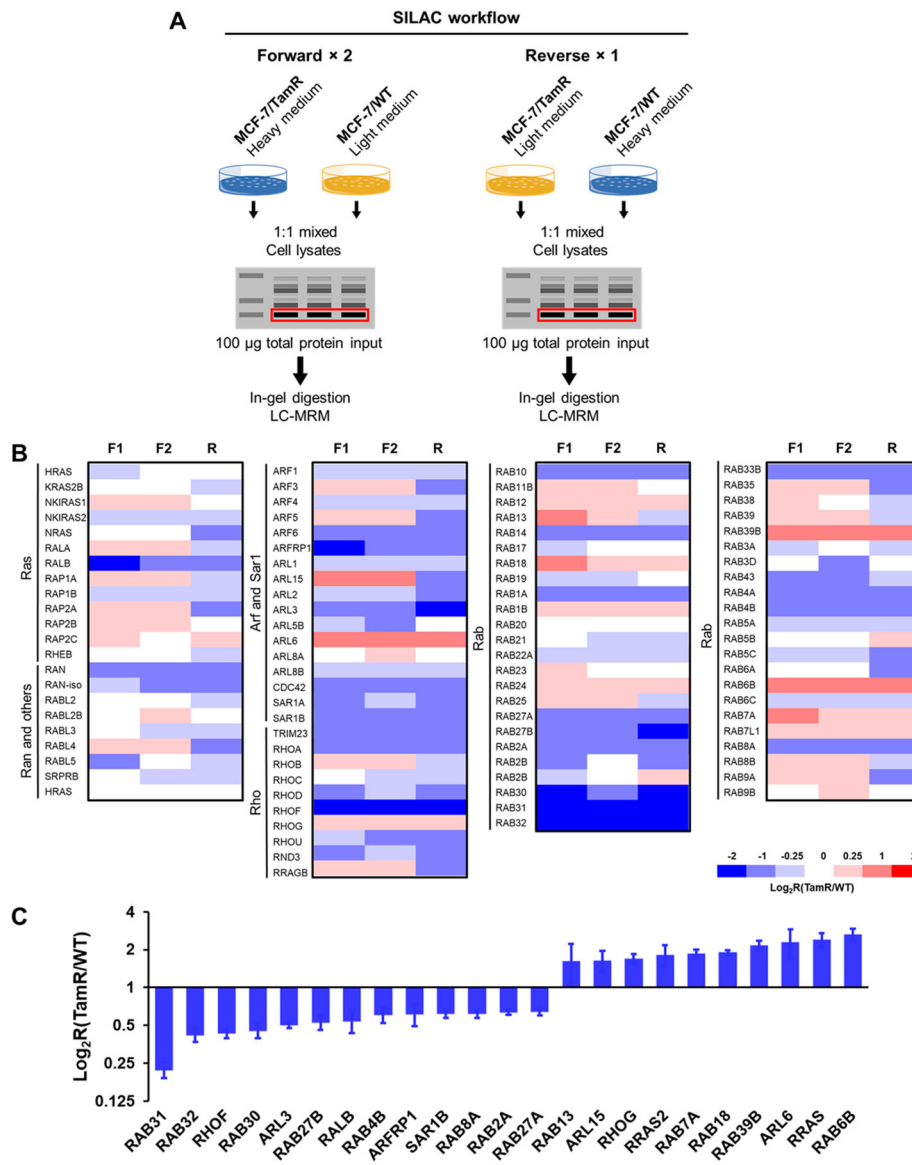 A
SILAC workflow
Forward × 2
Reverse × 1
MCF-7/TamR
Heavy medium
MCF-7/WT
Light medium
MCF-7/TamR
Light medium
MCF-7/WT
Heavy medium
1:1 mixed
Cell lysates
1:1 mixed
Cell lysates
100 µg total protein input
100 µg total protein input
In-gel digestion
LC-MRM
In-gel digestion
LC-MRM
B
F1 F2 R
Ras
HRAS
KRAS2B
NKIRAS1
NKIRAS2
NRAS
RALA
RALB
RAP1A
RAP1B
RAP2A
RAP2B
RAP2C
RHEB
Ran and others
RAN
RAN-iso
RABL2
RABL2B
RABL3
RABL4
RABL5
SRPRB
HRAS
F1 F2 R
Arf and Sar1
ARF1
ARF3
ARF4
ARF5
ARF6
ARFRP1
ARL1
ARL15
ARL2
ARL3
ARL5B
ARL6
ARL8A
ARL8B
CDC42
SAR1A
SAR1B
TRIM23
Rho
RHOA
RHOB
RHOC
RHOD
RHOF
RHOG
RHOU
RND3
RRAGB
F1 F2 R
Rab
RAB10
RAB11B
RAB12
RAB13
RAB14
RAB17
RAB18
RAB19
RAB1A
RAB1B
RAB20
RAB21
RAB22A
RAB23
RAB24
RAB25
RAB27A
RAB27B
RAB2A
RAB2B
RAB2B
RAB30
RAB31
RAB32
F1 F2 R
Rab
RAB33B
RAB35
RAB38
RAB39
RAB39B
RAB3A
RAB3D
RAB43
RAB4A
RAB4B
RAB5A
RAB5B
RAB5C
RAB6A
RAB6B
RAB6C
RAB7A
RAB7L1
RAB8A
RAB8B
RAB9A
RAB9B
-2 -1 -0.25 0 0.25 1
Log2R(TamR/WT)
C
Log2R(TamR/WT)
4
2
1
0.5
0.25
0.125
RAB31
RAB32
RHOF
RAB30
ARL3
RAB27B
RALB
RAB4B
ARFRP1
SAR1B
RAB8A
RAB2A
RAB27A
RAB13
ARL15
RHOG
RRAS2
RAB7A
RAB18
RAB39B
ARL6
RRAS
RAB6B